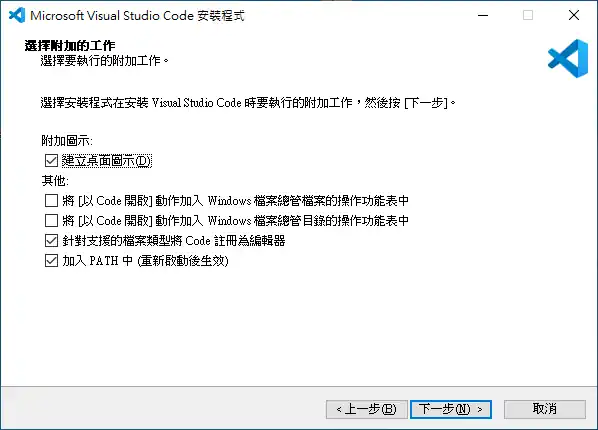 Microsoft Visual Studio Code 安裝程式
選擇附加的工作
選擇要執行的附加工作。
選擇安裝程式在安裝 Visual Studio Code 時要執行的附加工作，然後按 [下一步]。
附加圖示:
建立桌面圖示(D)
其他:
將 [以 Code 開啟] 動作加入 Windows 檔案總管檔案的操作功能表中
將 [以 Code 開啟] 動作加入 Windows 檔案總管目錄的操作功能表中
針對支援的檔案類型將 Code 註冊為編輯器
加入 PATH 中 (重新啟動後生效)
< 上一步(B) 下一步(N) > 取消